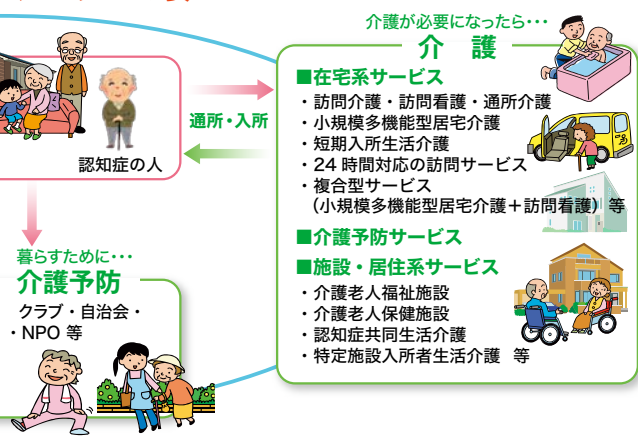 介護が必要になったら･･･
介 護
■在宅系サービス
・訪問介護・訪問看護・通所介護
・小規模多機能型居宅介護
・短期入所生活介護
・24 時間対応の訪問サービス
・複合型サービス
（小規模多機能型居宅介護＋訪問看護）等
■介護予防サービス
■施設・居住系サービス
・介護老人福祉施設
・介護老人保健施設
・認知症共同生活介護
・特定施設入所者生活介護 等
通所・入所
認知症の人
暮らすために･･･
介護予防
クラブ・自治会・
・NPO 等